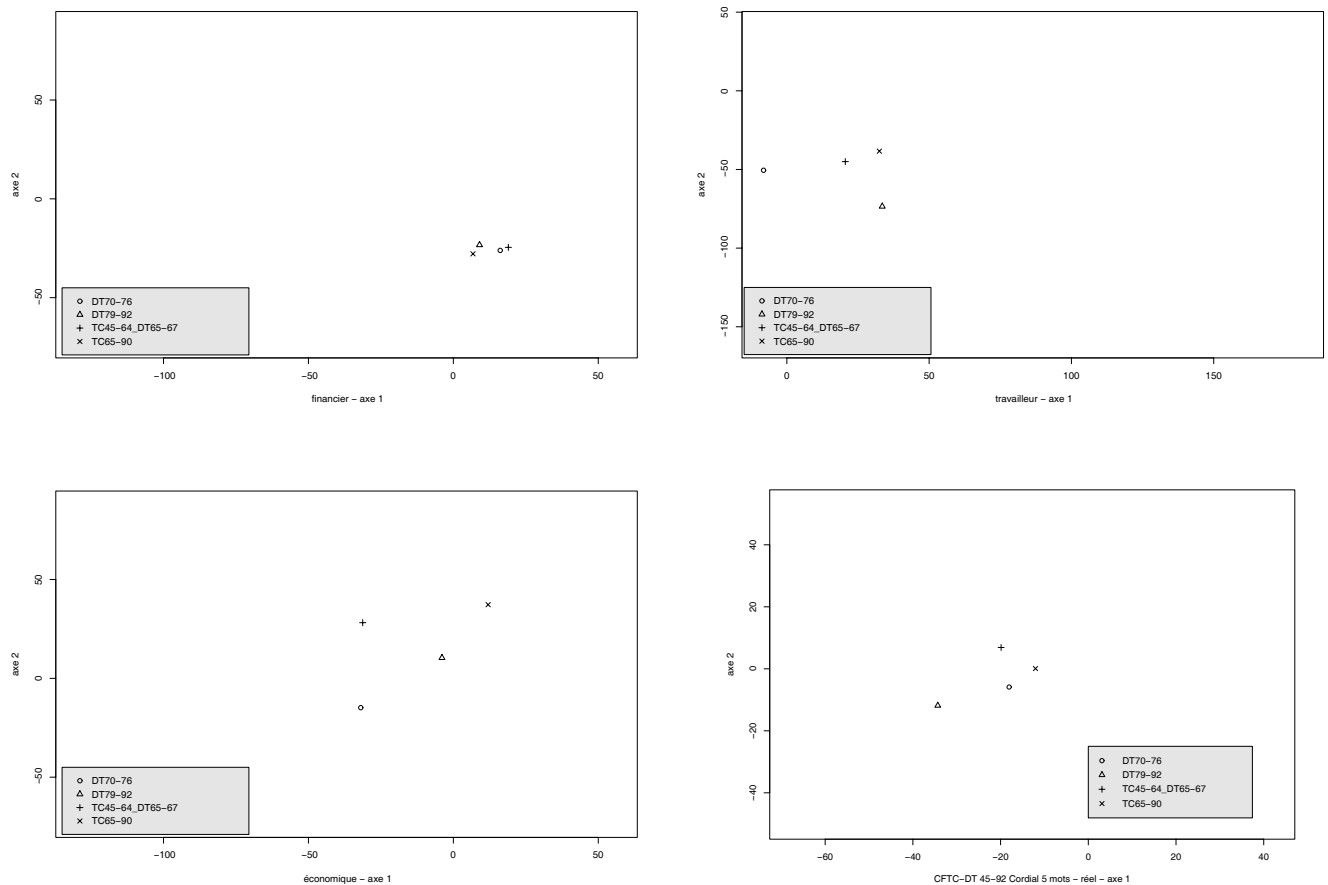 50
0
−50
axe 2
DT70−76
DT79−92
TC45−64_DT65−67
TC65−90
−100
−50
0
50
financier − axe 1
50
0
−50
−100
−150
axe 2
DT70−76
DT79−92
TC45−64_DT65−67
TC65−90
0
50
100
150
travailleur − axe 1
50
0
−50
axe 2
DT70−76
DT79−92
TC45−64_DT65−67
TC65−90
−100
−50
0
50
économique − axe 1
40
20
0
−20
−40
axe 2
DT70−76
DT79−92
TC45−64_DT65−67
TC65−90
−60
−40
−20
0
20
40
CFTC−DT 45−92 Cordial 5 mots − réel − axe 1